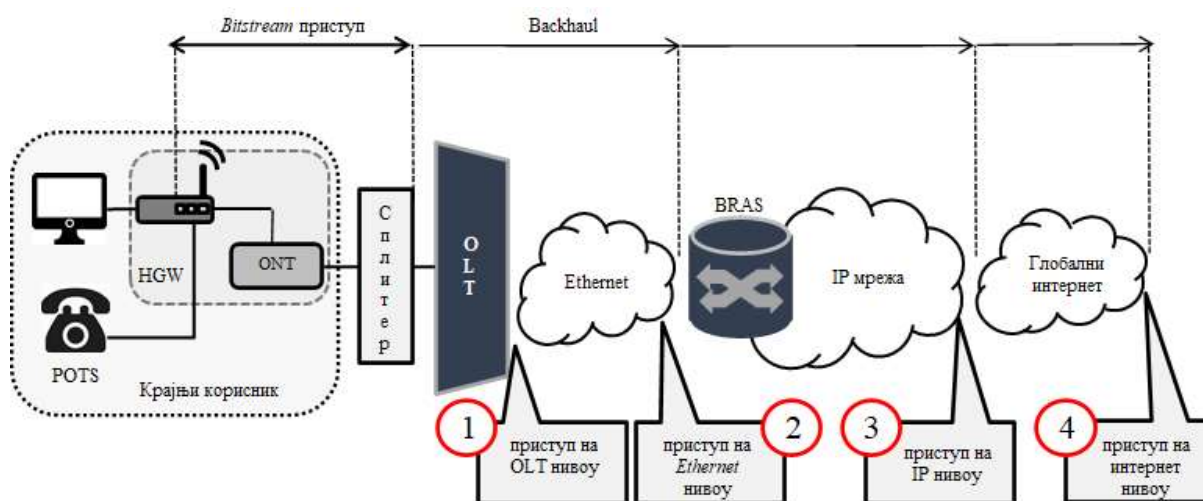 Bitstream приступ
Backhaul
BRAS
С
п
л
и
т
е
р
O
L
T
Ethernet
IP мрежа
Глобални
интернет
HGW
ONT
POTS
Крајњи корисник
1
приступ на
OLT нивоу
приступ на
Ethernet
нивоу
2
3
приступ на
IP нивоу
4
приступ на
интернет
нивоу